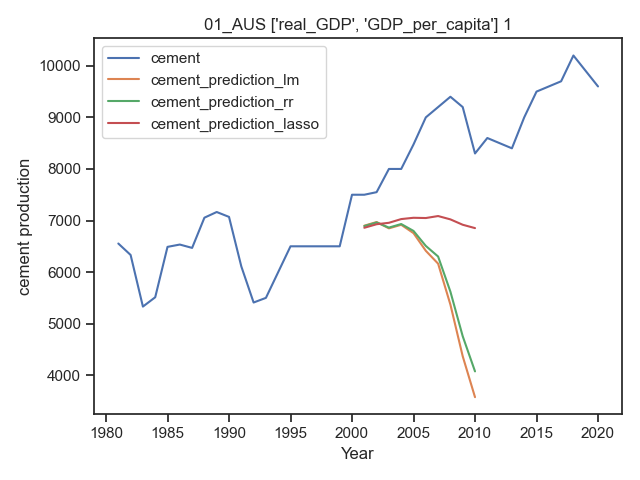 01_AUS ['real_GDP', 'GDP_per_capita'] 1
cement
cement_prediction_lm
cement_prediction_rr
cement_prediction_lasso
cement production
10000
9000
8000
7000
6000
5000
4000
1980 1985 1990 1995 2000 2005 2010 2015 2020
Year